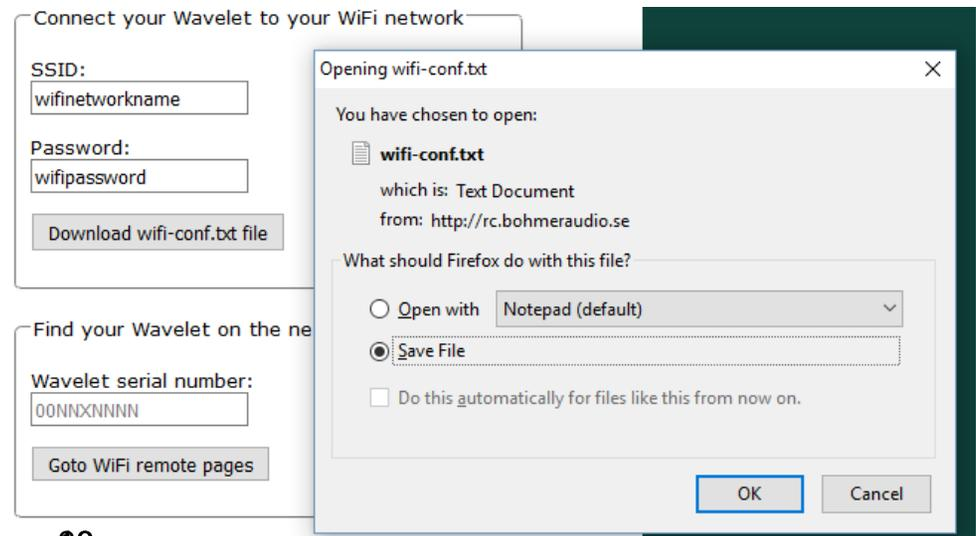 Connect your Wavelet to your WiFi network
SSID:
wifinetworkname
Password:
wifipassword
Download wifi-conf.txt file
Find your Wavelet on the ne
Wavelet serial number:
00NNXNNNN
Goto WiFi remote pages
Opening wifi-conf.txt
You have chosen to open:
wifi-conf.txt
which is: Text Document
from: http://rc.bohmeraudio.se
What should Firefox do with this file?
Open with Notepad (default)
Save File
Do this automatically for files like this from now on.
OK Cancel